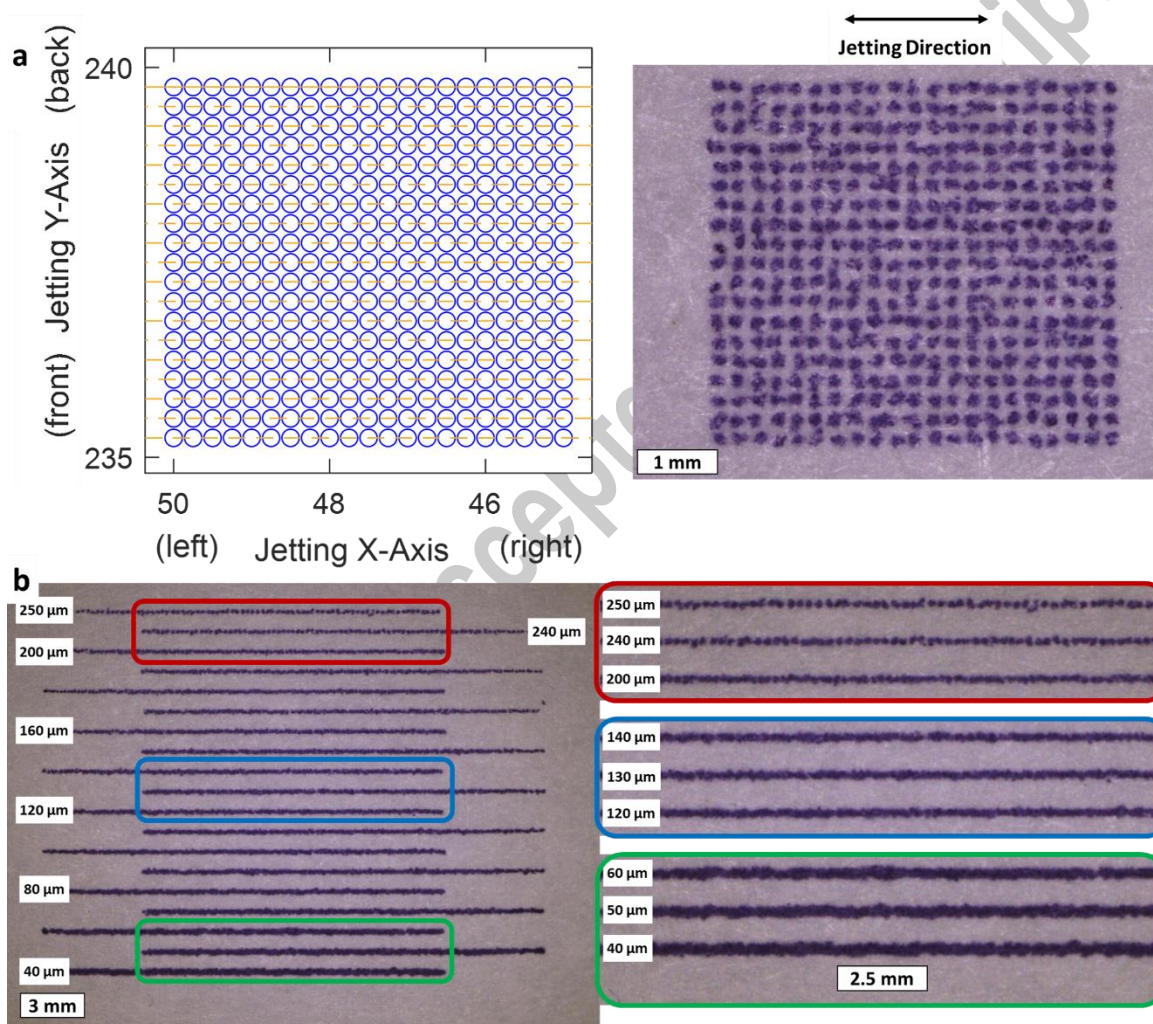 a
240
235
(front) Jetting Y-Axis (back)
50
48
46
(left) Jetting X-Axis (right)
Jetting Direction
1 mm
b
250 µm
240 µm
200 µm
160 µm
120 µm
80 µm
40 µm
3 mm
250 µm
240 µm
200 µm
140 µm
130 µm
120 µm
60 µm
50 µm
40 µm
2.5 mm